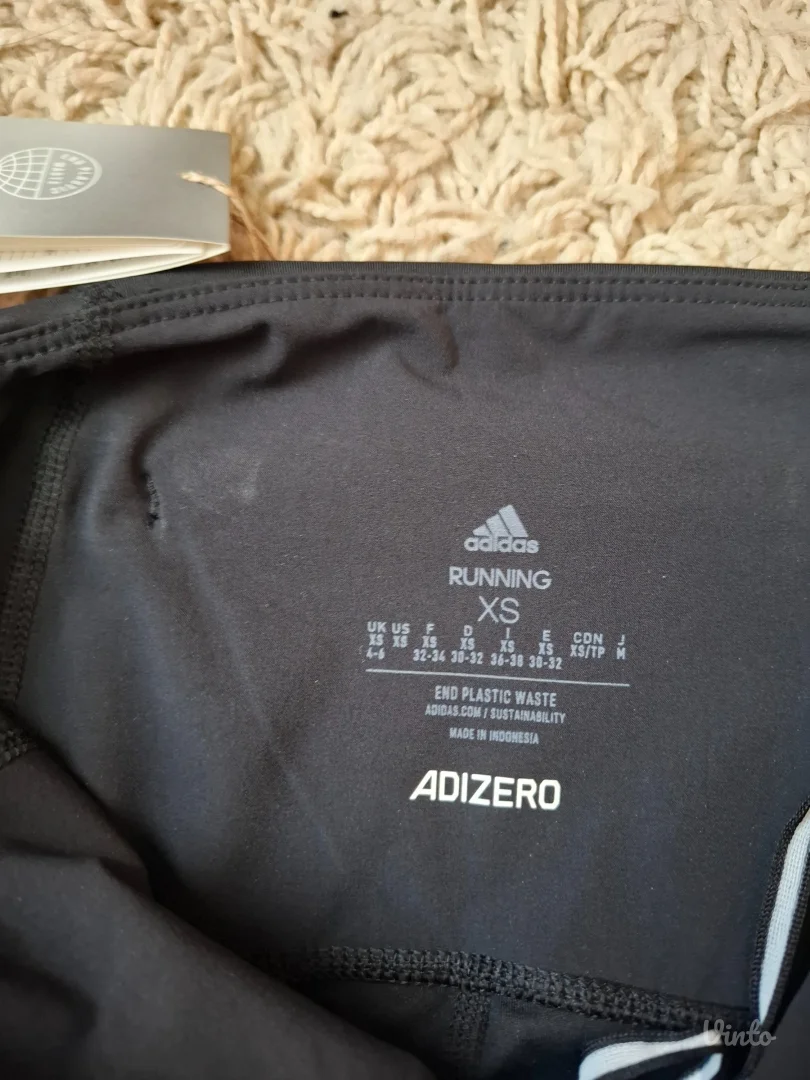 adidas
RUNNING
XS
UK US F D I E CDN J
XS XS XS XS XS XS XS/TP M
4-6 32-34 30-32 36-38 30-32
END PLASTIC WASTE
ADIDAS.COM / SUSTAINABILITY
MADE IN INDONESIA
ADIZERO
Vinto